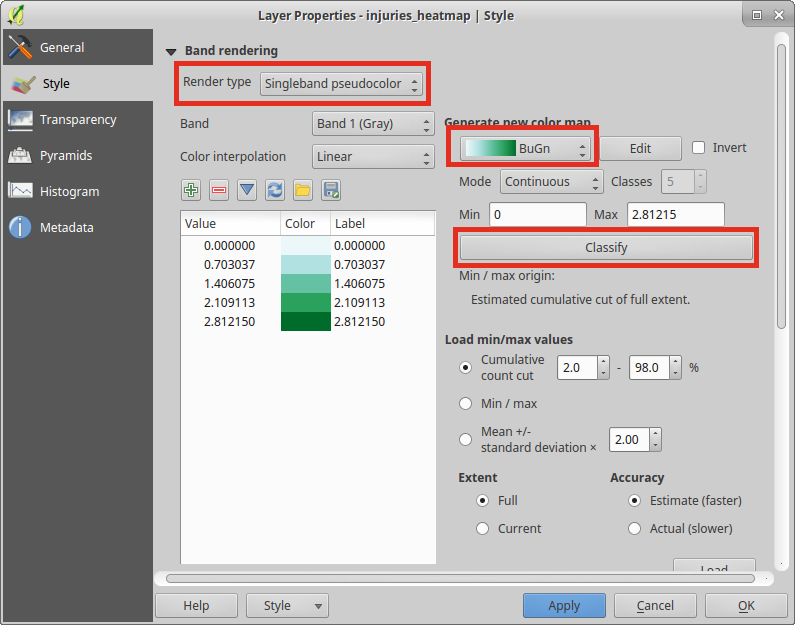 Layer Properties - injuries_heatmap | Style
General
Style
Transparency
Pyramids
Histogram
Metadata
Band rendering
Render type Singleband pseudocolor
Band Band 1 (Gray)
Color interpolation Linear
Value Color Label
0.000000 0.000000
0.703037 0.703037
1.406075 1.406075
2.109113 2.109113
2.812150 2.812150
Generate new color map
BuGn Edit Invert
Mode Continuous Classes 5
Min 0 Max 2.81215
Classify
Min / max origin:
Estimated cumulative cut of full extent.
Load min/max values
Cumulative
count cut 2.0 - 98.0 %
Min / max
Mean +/-
standard deviation × 2.00
Extent Accuracy
Full Estimate (faster)
Current Actual (slower)
Load
Help Style Apply Cancel OK